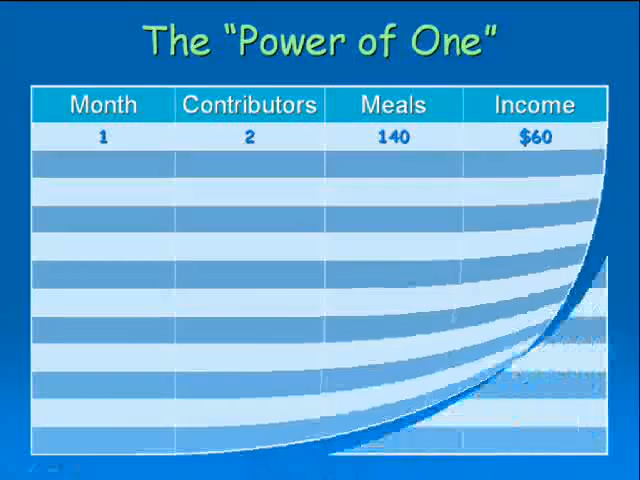 The “Power of One”
Month Contributors Meals Income
1 2 140 $60